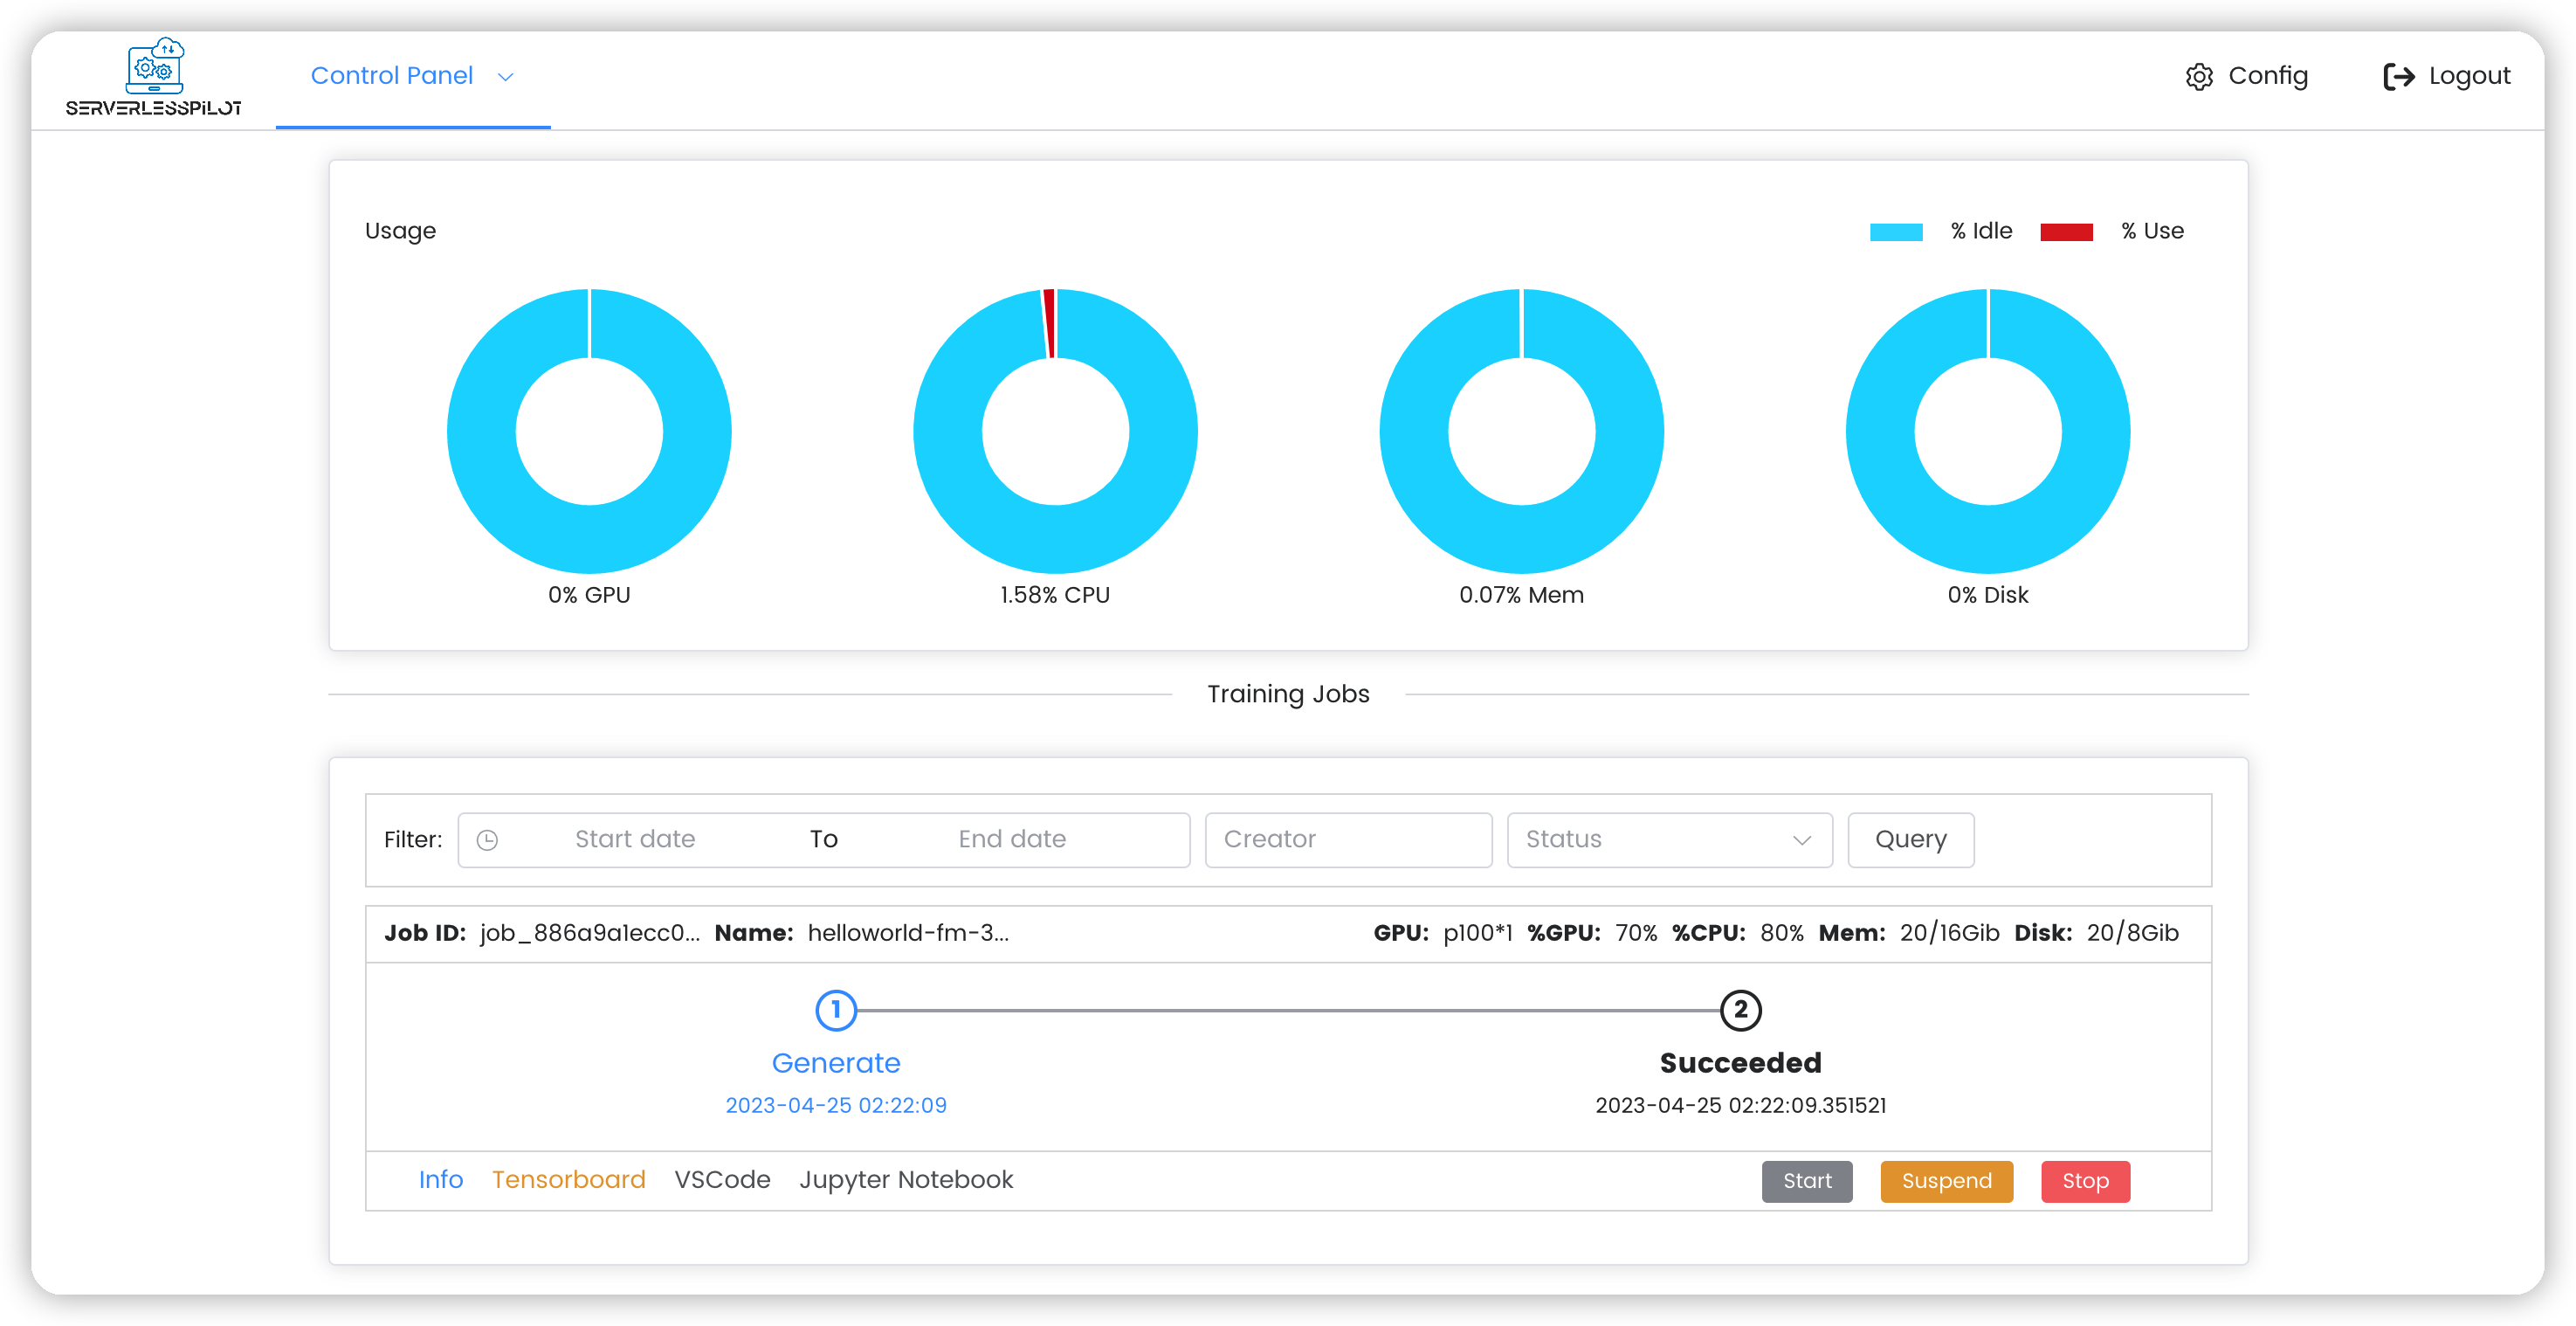 SERVERLESSPILOT
Control Panel
Config
Logout
Usage
% Idle
% Use
0% GPU
1.58% CPU
0.07% Mem
0% Disk
Training Jobs
Filter:
Start date
To
End date
Creator
Status
Query
Job ID: job_886a9a1ecc0... Name: helloworld-fm-3...
GPU: p100*1 %GPU: 70% %CPU: 80% Mem: 20/16Gib Disk: 20/8Gib
1
2
Generate
Succeeded
2023-04-25 02:22:09
2023-04-25 02:22:09.351521
Info
Tensorboard
VSCode
Jupyter Notebook
Start
Suspend
Stop